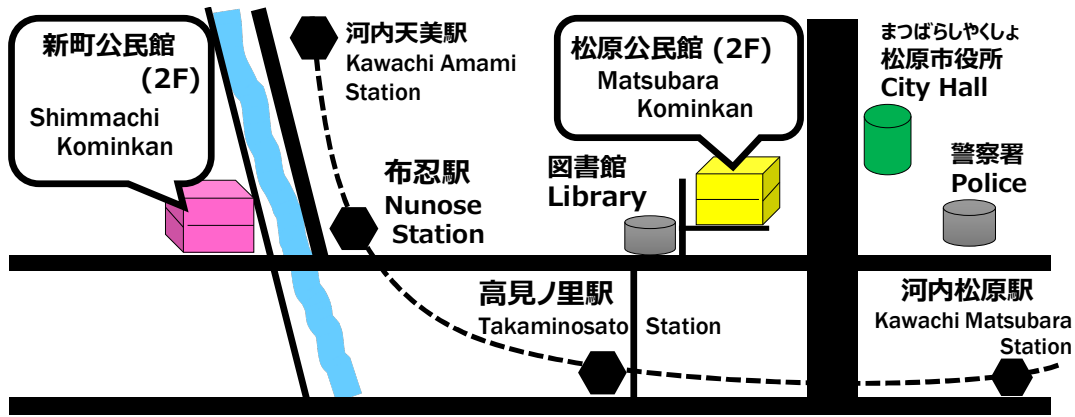 新町公民館
(2F)
Shimmachi
Kominkan
河内天美駅
Kawachi Amami
Station
松原公民館 (2F)
Matsubara
Kominkan
まつばらしやくしょ
松原市役所
City Hall
布忍駅
Nunose
Station
図書館
Library
警察署
Police
高見ノ里駅
Takaminosato Station
河内松原駅
Kawachi Matsubara
Station